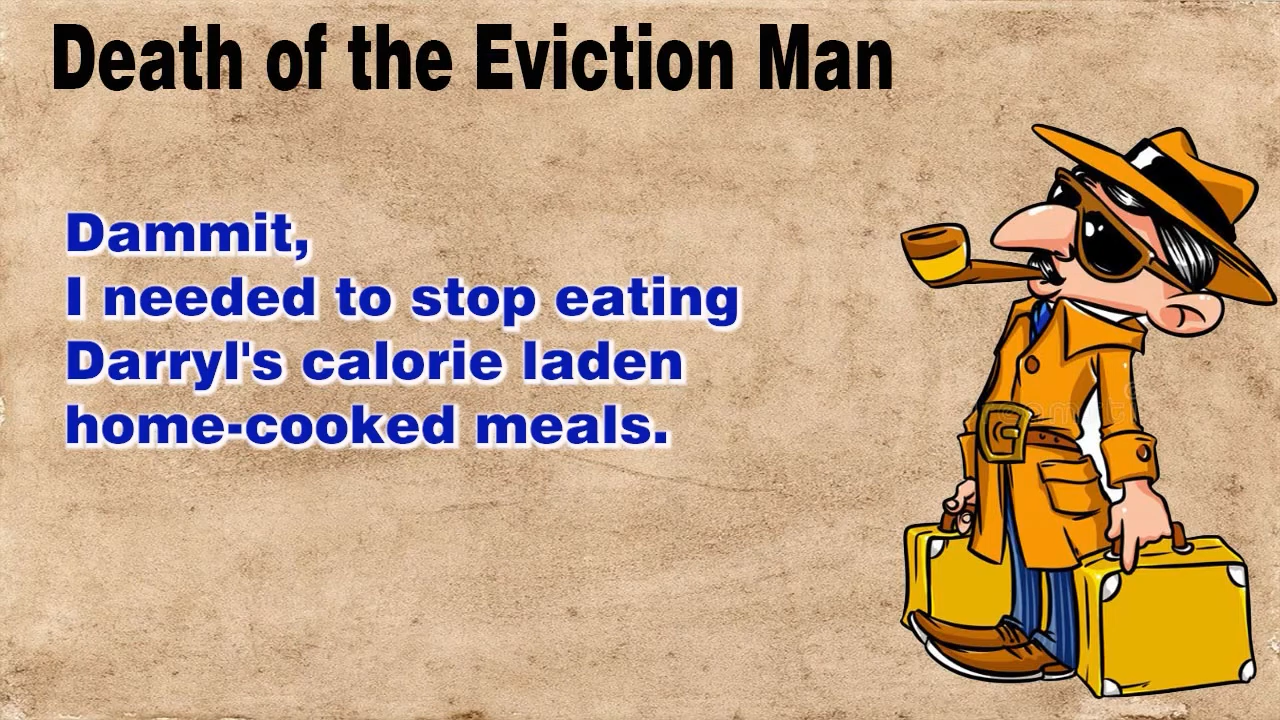 Death of the Eviction Man
Dammit,
I needed to stop eating
Darryl's calorie laden
home-cooked meals.